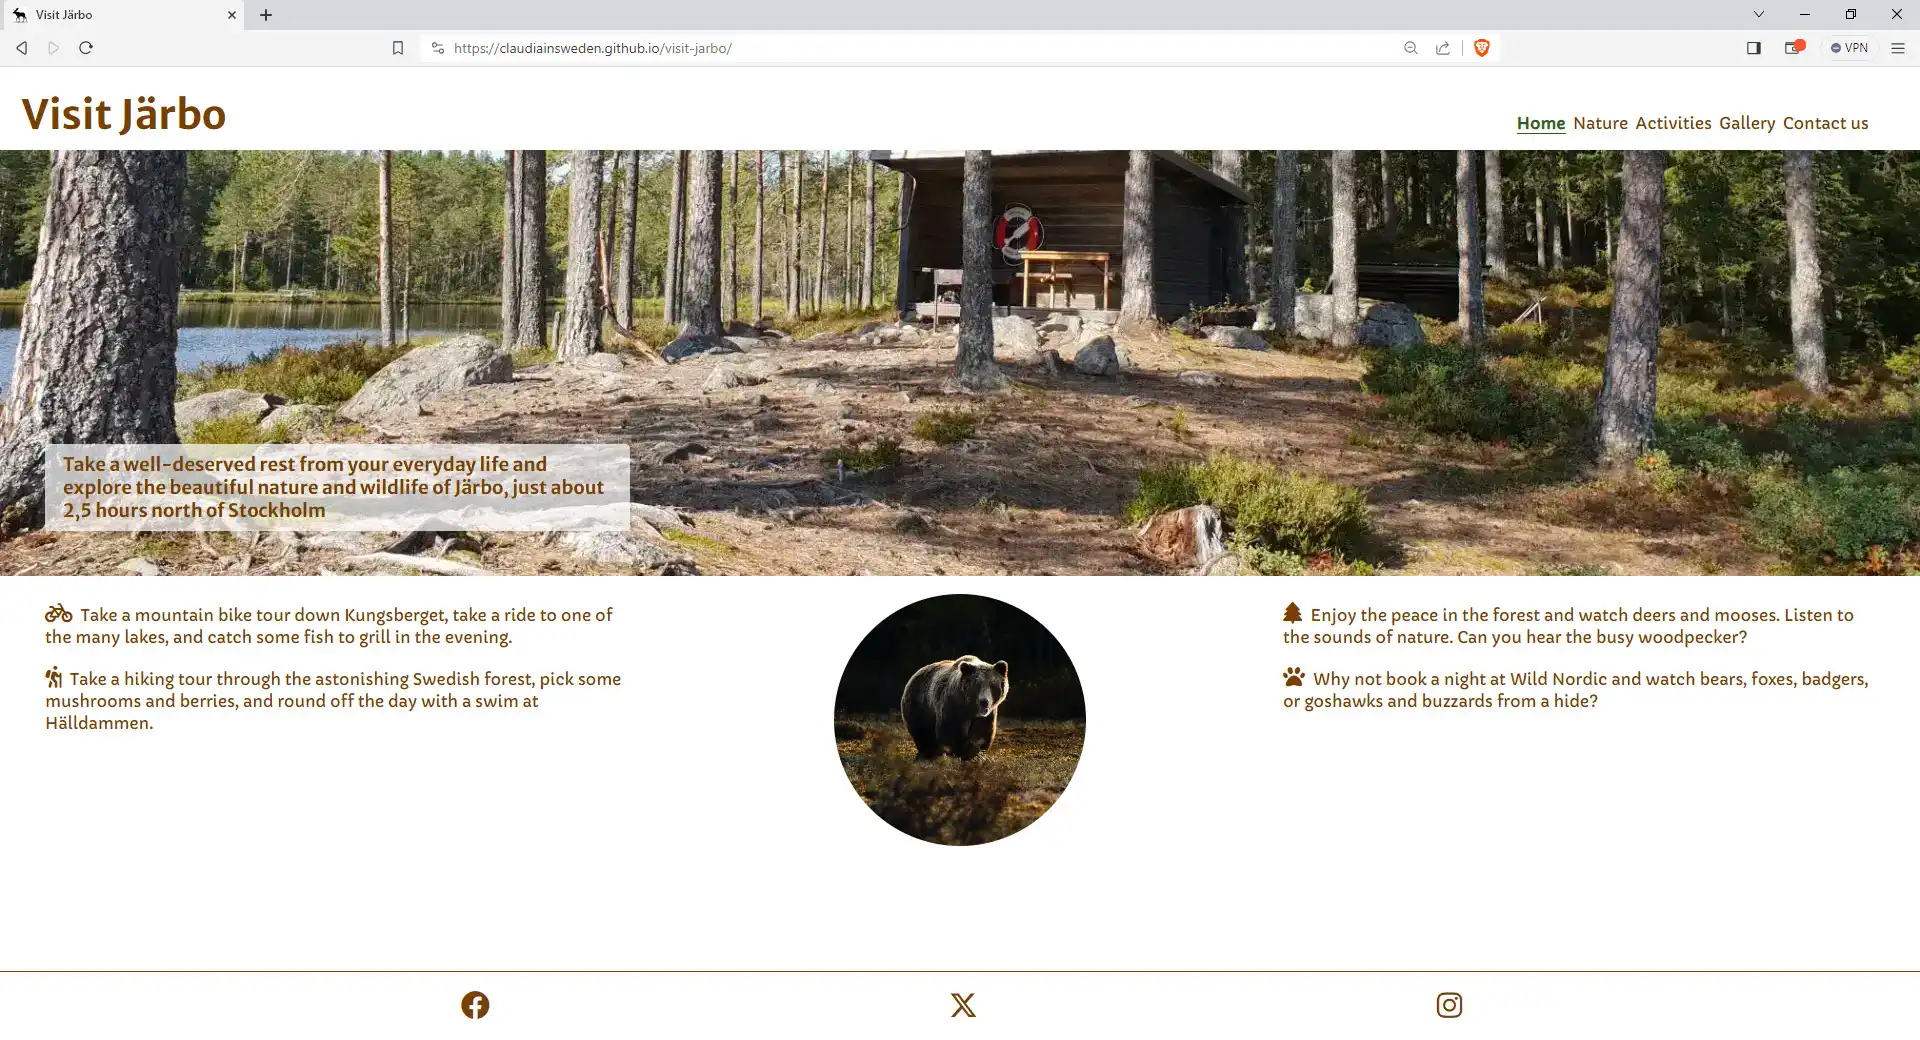 Visit Järbo
https://claudiainsweden.github.io/visit-jarbo/
VPN
Visit Järbo
Home Nature Activities Gallery Contact us
Take a well-deserved rest from your everyday life and
explore the beautiful nature and wildlife of Järbo, just about
2,5 hours north of Stockholm
Take a mountain bike tour down Kungsberget, take a ride to one of
the many lakes, and catch some fish to grill in the evening.
Take a hiking tour through the astonishing Swedish forest, pick some
mushrooms and berries, and round off the day with a swim at
Hälldammen.
Enjoy the peace in the forest and watch deers and mooses. Listen to
the sounds of nature. Can you hear the busy woodpecker?
Why not book a night at Wild Nordic and watch bears, foxes, badgers,
or goshawks and buzzards from a hide?